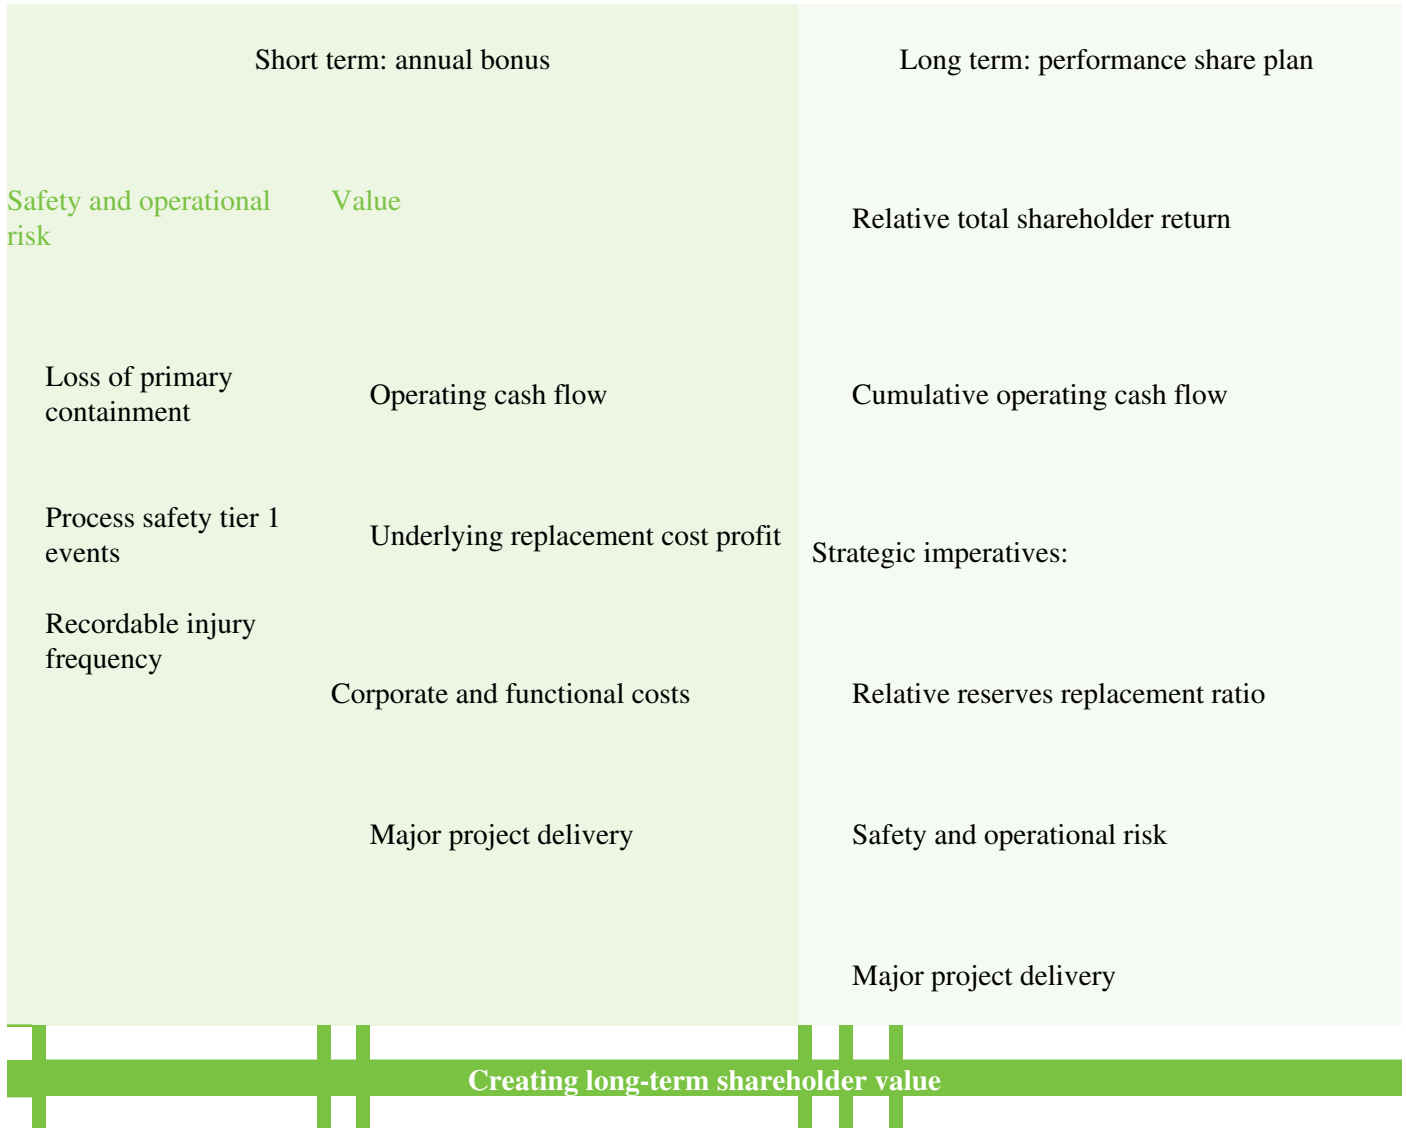 Short term: annual bonus
Long term: performance share plan
Safety and operational
risk
Value
Relative total shareholder return
Loss of primary
containment
Operating cash flow
Cumulative operating cash flow
Process safety tier 1
events
Underlying replacement cost profit
Strategic imperatives:
Recordable injury
frequency
Corporate and functional costs
Relative reserves replacement ratio
Major project delivery
Safety and operational risk
Major project delivery
Creating long-term shareholder value